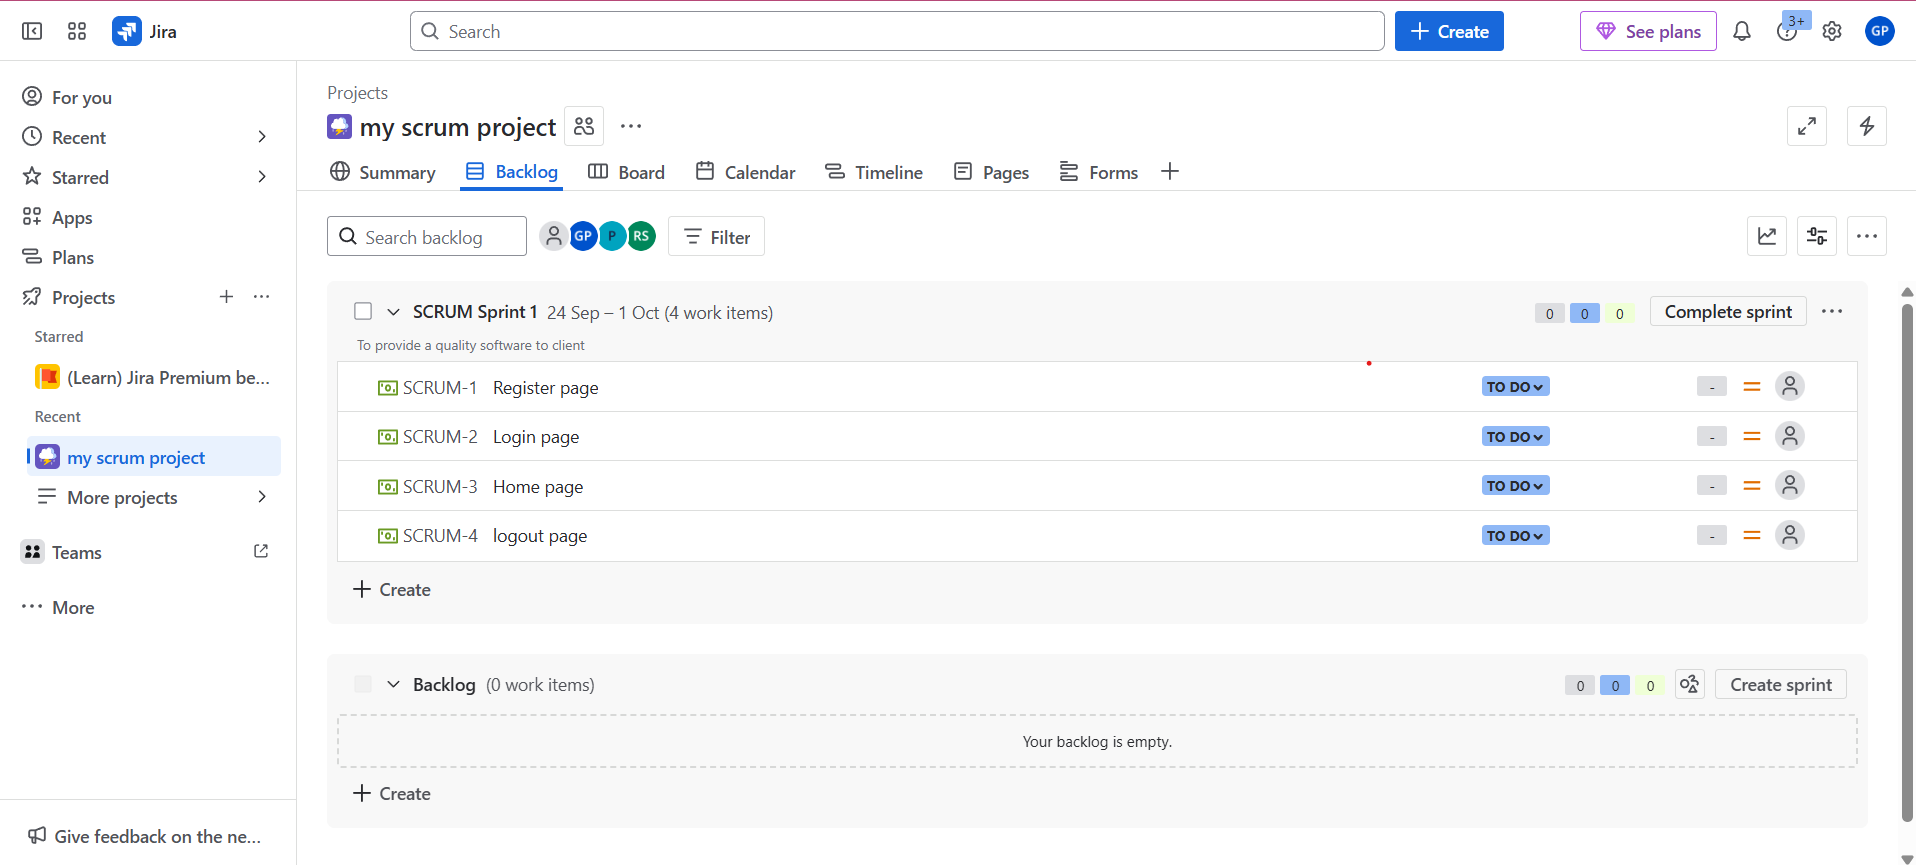 Jira
Search
Create
See plans
3+
GP
For you
Recent
Starred
Apps
Plans
Projects
Starred
(Learn) Jira Premium be...
Recent
my scrum project
More projects
Teams
More
Give feedback on the ne...
Projects
my scrum project
Summary
Backlog
Board
Calendar
Timeline
Pages
Forms
Search backlog
GP
P
RS
Filter
SCRUM Sprint 1 24 Sep – 1 Oct (4 work items)
0 0 0 Complete sprint
To provide a quality software to client
SCRUM-1 Register page TO DO -
SCRUM-2 Login page TO DO -
SCRUM-3 Home page TO DO -
SCRUM-4 logout page TO DO -
Create
Backlog (0 work items)
0 0 0 Create sprint
Your backlog is empty.
Create